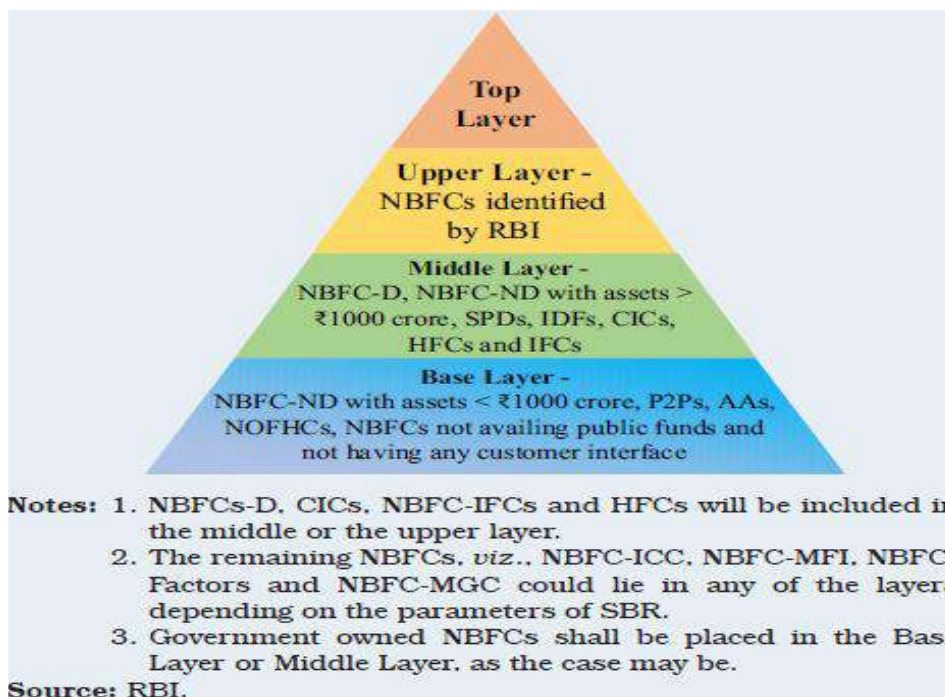 Top
Layer
Upper Layer -
NBFCs identified
by RBI
Middle Layer -
NBFC-D, NBFC-ND with assets >
₹1000 crore, SPDs, IDFs, CICs,
HFCs and IFCs
Base Layer -
NBFC-ND with assets < ₹1000 crore, P2Ps, AAs,
NOFHCs, NBFCs not availing public funds and
not having any customer interface
Notes: 1. NBFCs-D, CICs, NBFC-IFCs and HFCs will be included in
the middle or the upper layer.
2. The remaining NBFCs, viz., NBFC-ICC, NBFC-MFI, NBFC
Factors and NBFC-MGC could lie in any of the layer
depending on the parameters of SBR.
3. Government owned NBFCs shall be placed in the Bas
Layer or Middle Layer, as the case may be.
Source: RBI.